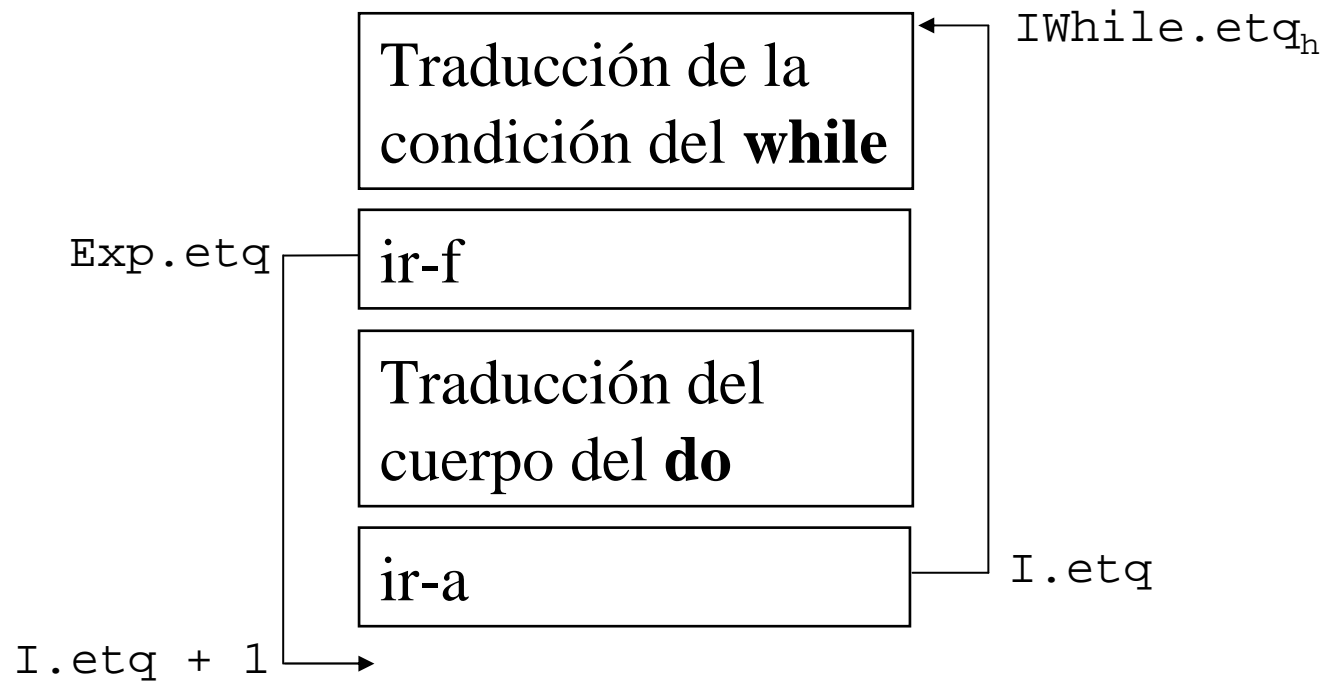 IWhile.etqh
Traducción de la
condición del while
Exp.etq
ir-f
Traducción del
cuerpo del do
ir-a
I.etq
I.etq + 1